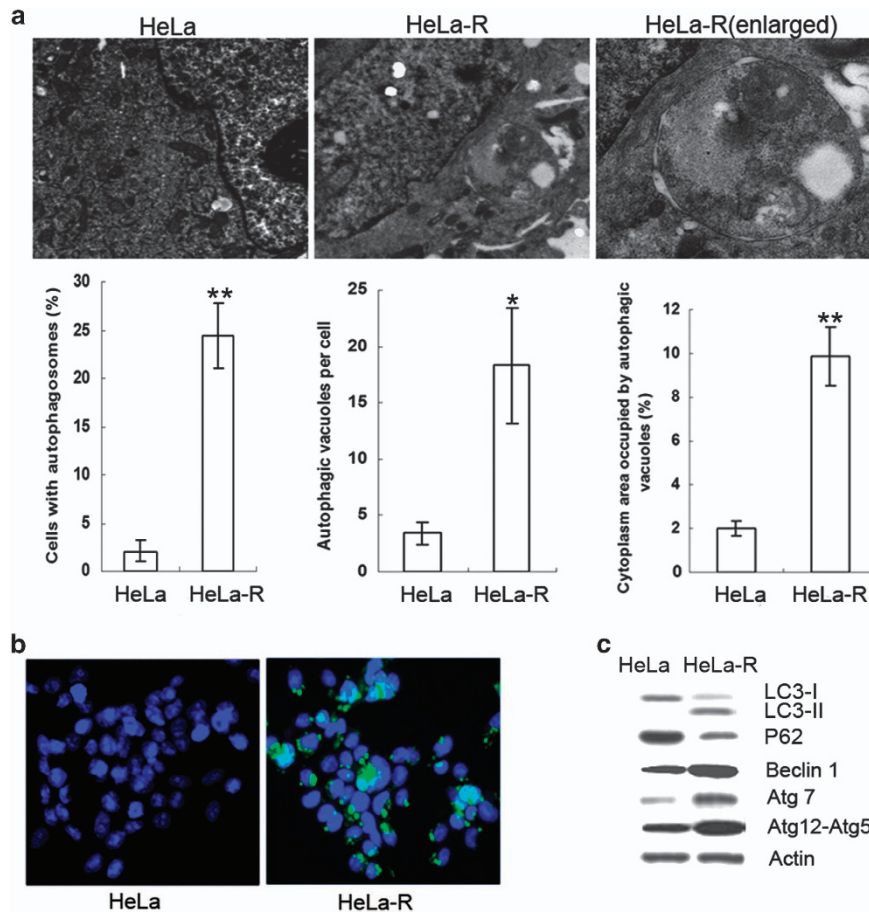 a
HeLa
HeLa-R
HeLa-R(enlarged)
Cells with autophagosomes (%)
30
25
20
15
10
5
0
**
HeLa
HeLa-R
Autophagic vacuoles per cell
25
20
15
10
5
0
*
HeLa
HeLa-R
Cytoplasm area occupied by autophagic
vacuoles (%)
12
10
8
6
4
2
0
**
HeLa
HeLa-R
b
HeLa
HeLa-R
c
HeLa HeLa-R
LC3-I
LC3-II
P62
Beclin 1
Atg 7
Atg12-Atg5
Actin